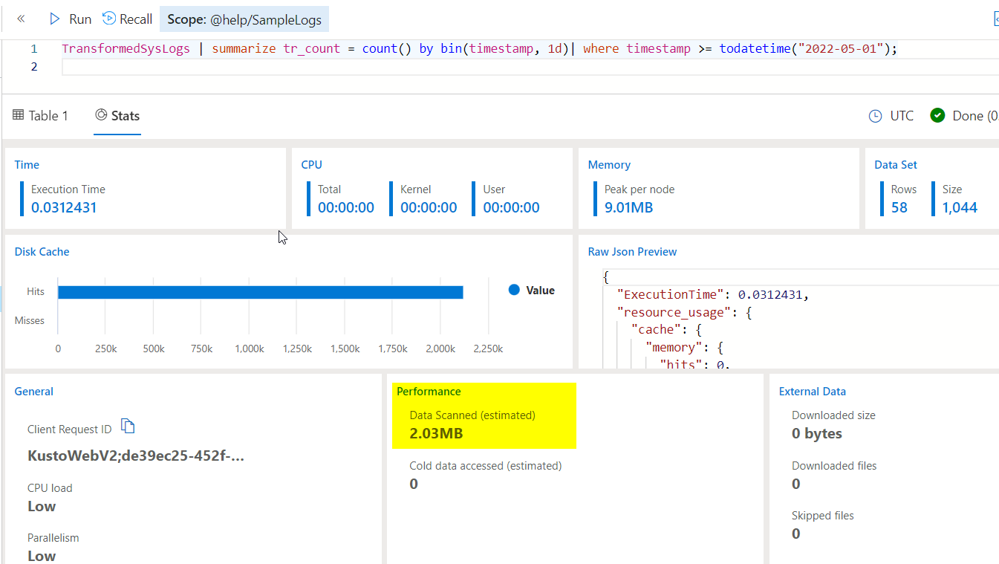 « Run Recall Scope: @help/SampleLogs
1 TransformedSysLogs | summarize tr_count = count() by bin(timestamp, 1d)| where timestamp >= todatetime("2022-05-01");
2
Table 1 Stats UTC Done (0.
Time
Execution Time
0.0312431
CPU
Total Kernel User
00:00:00 00:00:00 00:00:00
Memory
Peak per node
9.01MB
Data Set
Rows Size
58 1,044
Disk Cache
Hits
Misses
0 250k 500k 750k 1,000k 1,250k 1,500k 1,750k 2,000k 2,250k
Value
Raw Json Preview
{
"ExecutionTime": 0.0312431,
"resource_usage": {
"cache": {
"memory": {
"hits": 0,
General
Client Request ID
KustoWebV2;de39ec25-452f-...
CPU load
Low
Parallelism
Low
Performance
Data Scanned (estimated)
2.03MB
Cold data accessed (estimated)
0
External Data
Downloaded size
0 bytes
Downloaded files
0
Skipped files
0